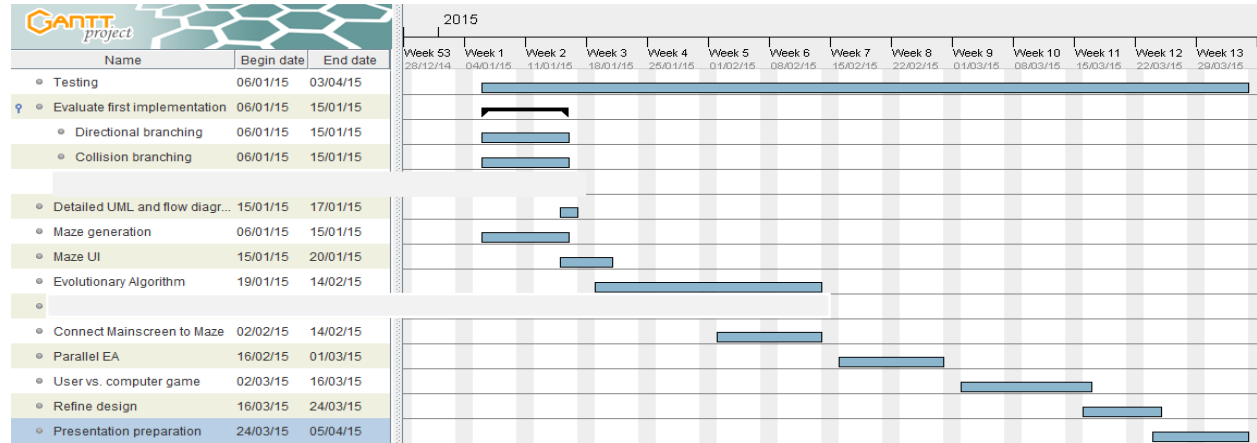 GANTT
project
2015
Week 53 Week 1 Week 2 Week 3 Week 4 Week 5 Week 6 Week 7 Week 8 Week 9 Week 10 Week 11 Week 12 Week 13
28/12/14 04/01/15 11/01/15 18/01/15 25/01/15 01/02/15 08/02/15 15/02/15 22/02/15 01/03/15 08/03/15 15/03/15 22/03/15 29/03/15
Name Begin date End date
Testing 06/01/15 03/04/15
Evaluate first implementation 06/01/15 15/01/15
Directional branching 06/01/15 15/01/15
Collision branching 06/01/15 15/01/15
Detailed UML and flow diagr... 15/01/15 17/01/15
Maze generation 06/01/15 15/01/15
Maze UI 15/01/15 20/01/15
Evolutionary Algorithm 19/01/15 14/02/15
Connect Mainscreen to Maze 02/02/15 14/02/15
Parallel EA 16/02/15 01/03/15
User vs. computer game 02/03/15 16/03/15
Refine design 16/03/15 24/03/15
Presentation preparation 24/03/15 05/04/15